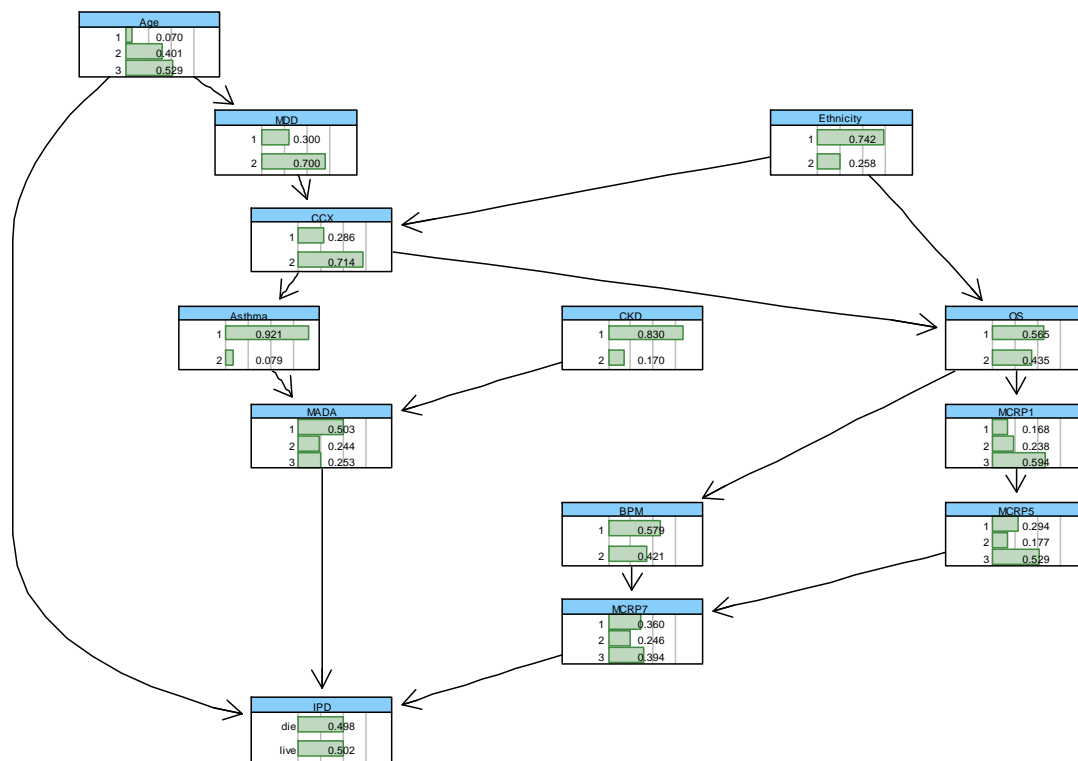 Age
1 0.070
2 0.401
3 0.529
MDD
1 0.300
2 0.700
Ethnicity
1 0.742
2 0.258
CCX
1 0.286
2 0.714
Asthma
1 0.921
2 0.079
CKD
1 0.830
2 0.170
OS
1 0.565
2 0.435
MADA
1 0.503
2 0.244
3 0.253
MCRP1
1 0.168
2 0.238
3 0.594
BPM
1 0.579
2 0.421
MCRP5
1 0.294
2 0.177
3 0.529
MCRP7
1 0.360
2 0.246
3 0.394
IPD
die 0.498
live 0.502